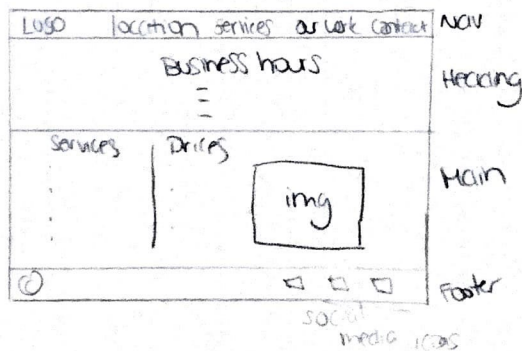 LOGO location services our work contact Nav
Business hours
Heading
Services Prices
Main
img
Footer
social
media icons